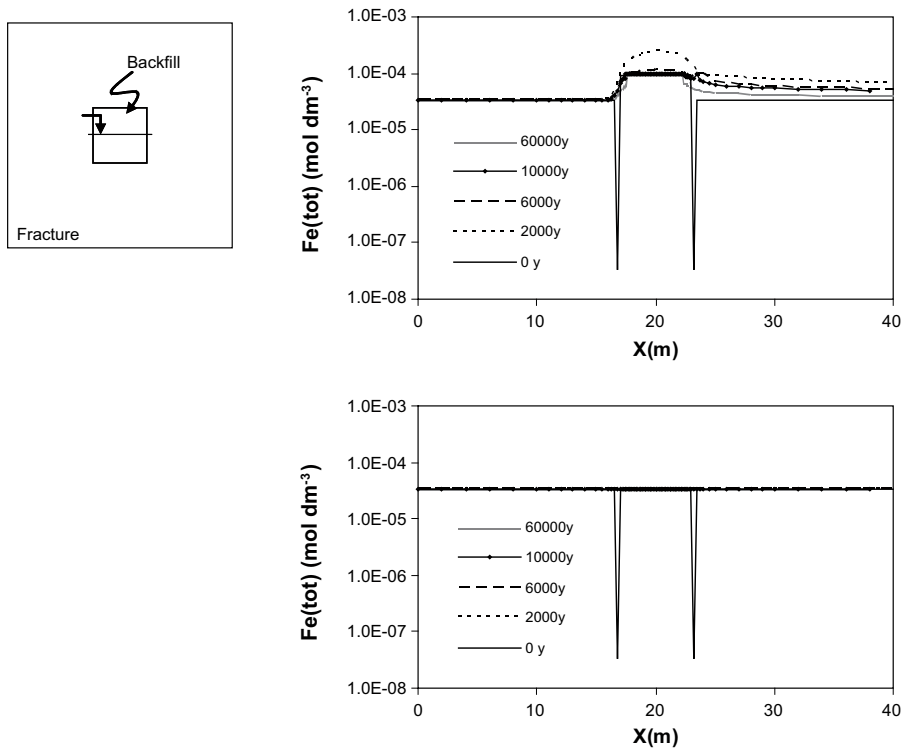 Backfill
Fracture
1.0E-03
1.0E-04
1.0E-05
1.0E-06
1.0E-07
1.0E-08
Fe(tot) (mol dm-3)
60000y
10000y
6000y
2000y
0 y
0
10
20
30
40
X(m)
1.0E-03
1.0E-04
1.0E-05
1.0E-06
1.0E-07
1.0E-08
Fe(tot) (mol dm-3)
60000y
10000y
6000y
2000y
0 y
0
10
20
30
40
X(m)